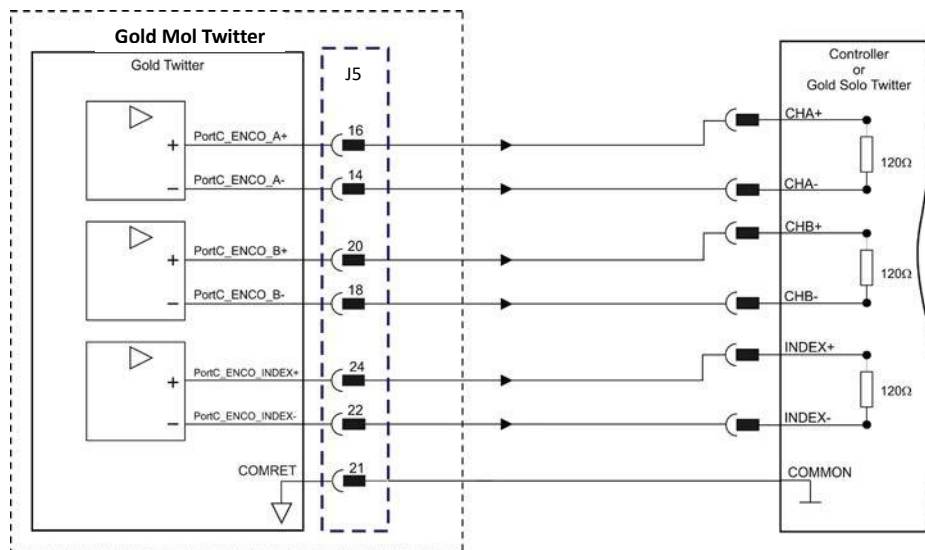 Gold Mol Twitter
Gold Twitter
J5
Controller
or
Gold Solo Twitter
PortC_ENCO_A+
16
CHA+
+
120Ω
PortC_ENCO_A-
14
CHA-
−
PortC_ENCO_B+
20
CHB+
+
120Ω
PortC_ENCO_B-
18
CHB-
−
PortC_ENCO_INDEX+
24
INDEX+
+
120Ω
PortC_ENCO_INDEX-
22
INDEX-
−
COMRET
21
COMMON